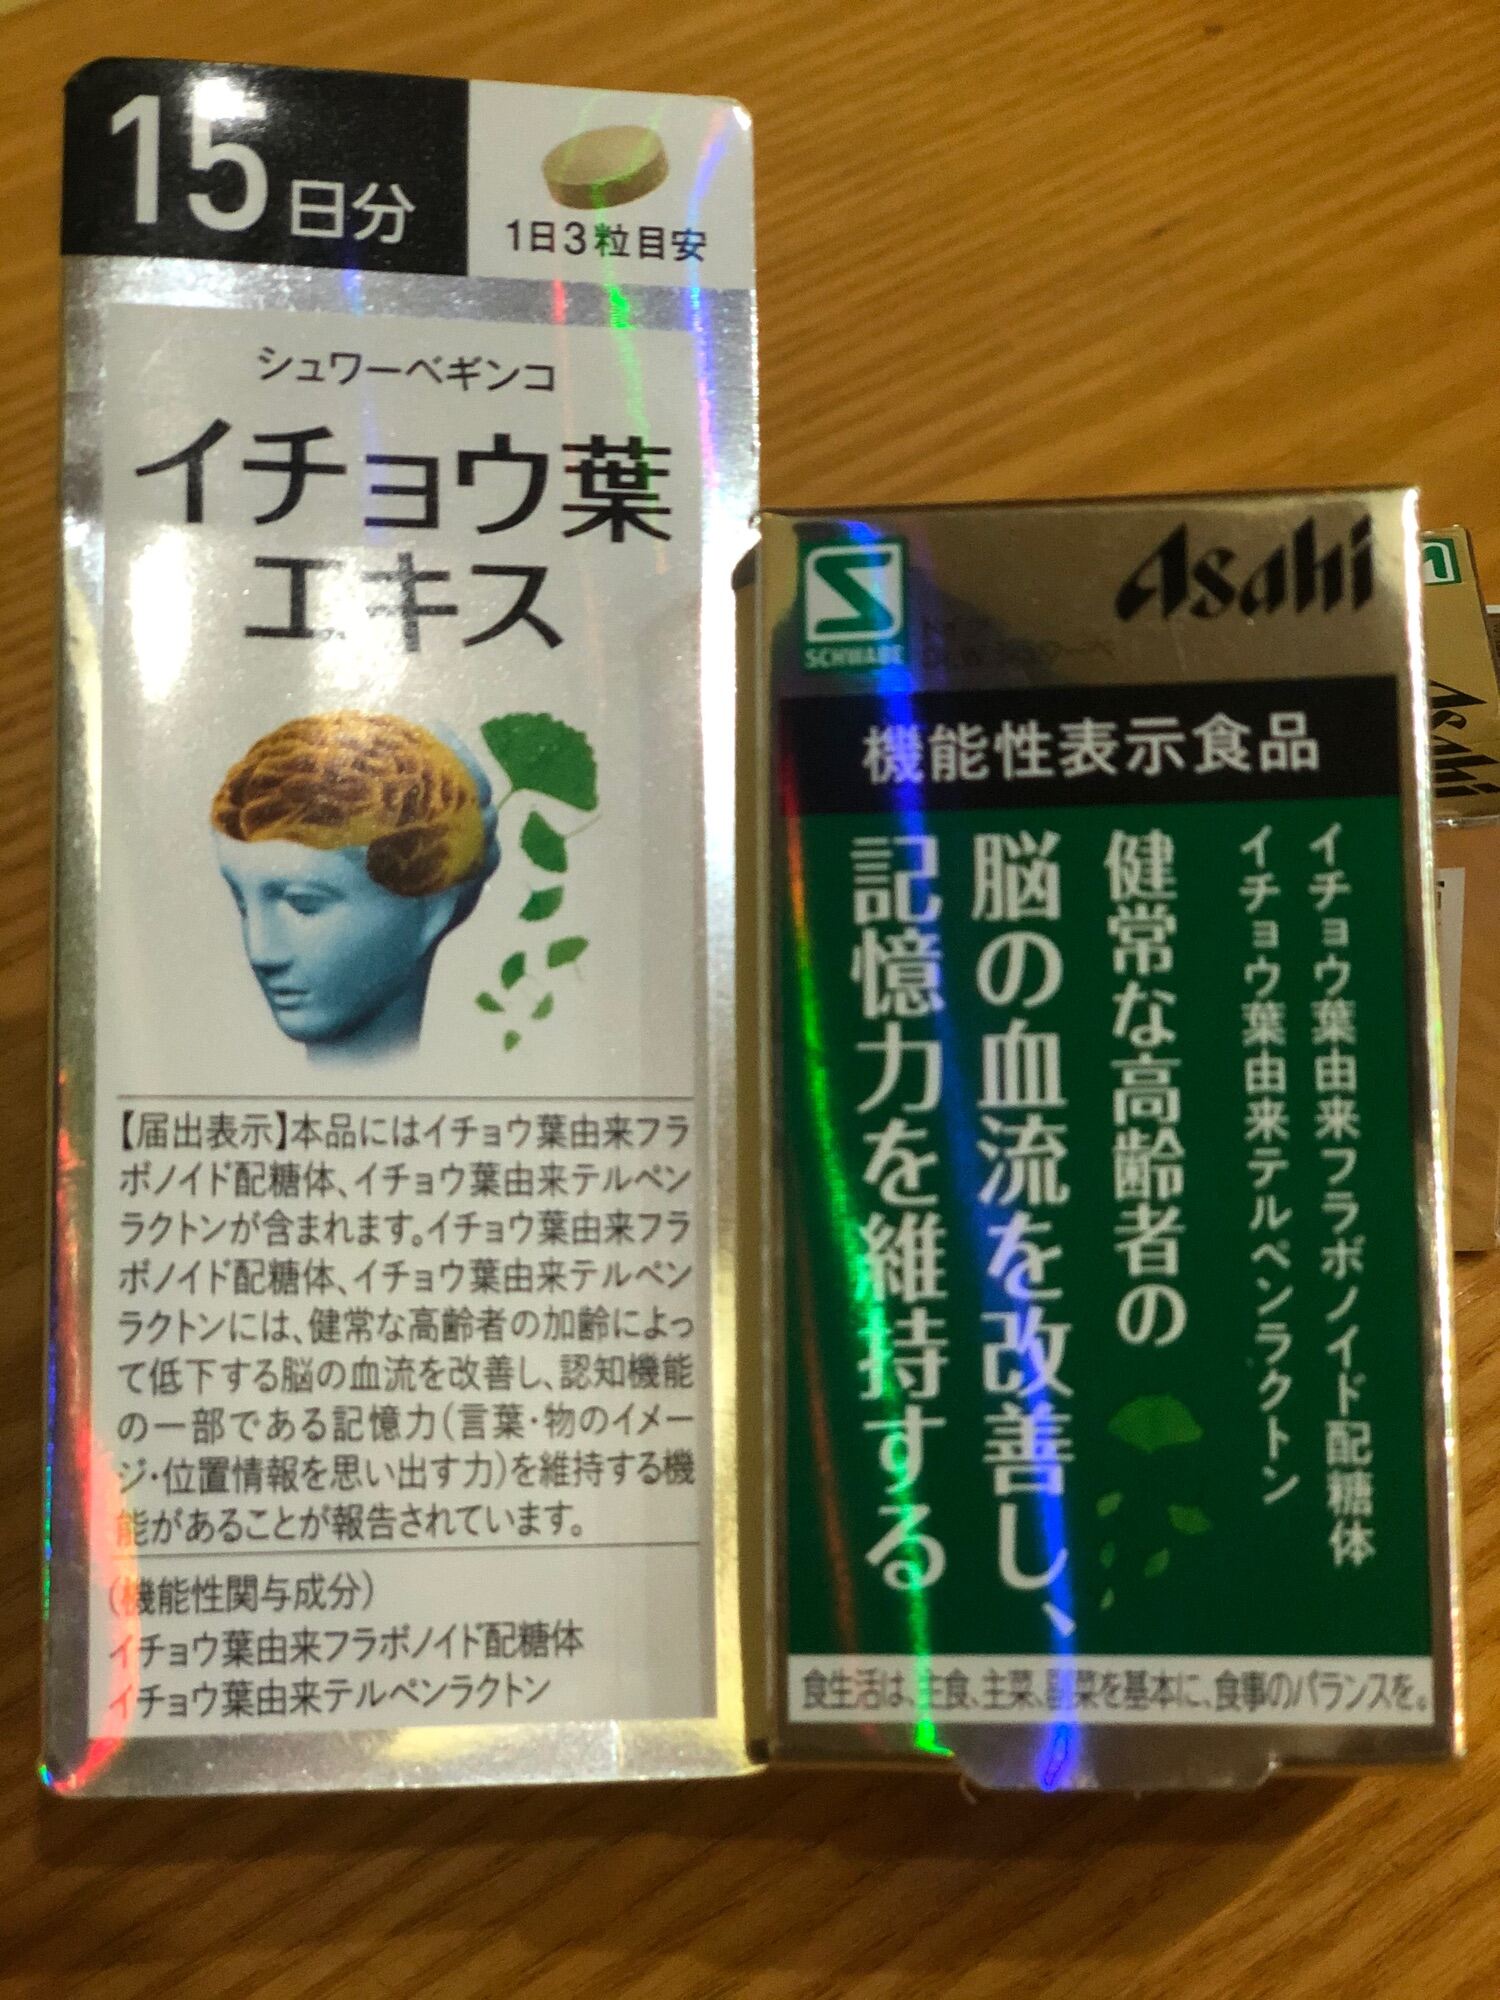 15日分
1日3粒目安
シュワーベギンコ
イチョウ葉
エキス
【届出表示】本品にはイチョウ葉由来フラ
ボノイド配糖体、イチョウ葉由来テルペン
ラクトンが含まれます。イチョウ葉由来フラ
ボノイド配糖体、イチョウ葉由来テルペン
ラクトンには、健常な高齢者の加齢によっ
て低下する脳の血流を改善し、認知機能
の一部である記憶力(言葉・物のイメー
ジ・位置情報を思い出す力)を維持する機
能があることが報告されています。
(機能性関与成分)
イチョウ葉由来フラボノイド配糖体
イチョウ葉由来テルペンラクトン
SCHWABE
Asahi
機能性表示食品
イチョウ葉由来フラボノイド配糖体
イチョウ葉由来テルペンラクトン
健常な高齢者の
脳の血流を改善し、
記憶力を維持する
食生活は、主食、主菜、副菜を基本に、食事のバランスを。
Asahi